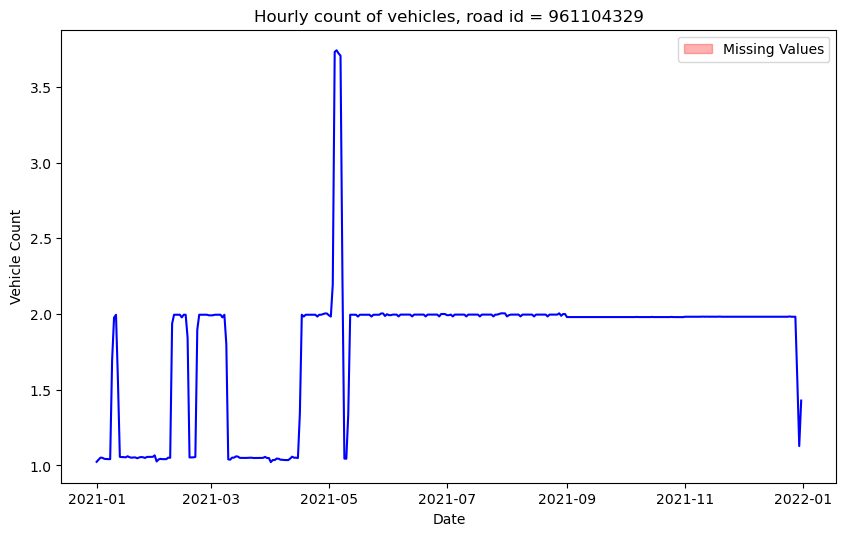 Hourly count of vehicles, road id = 961104329
Missing Values
3.5
3.0
2.5
2.0
1.5
1.0
Vehicle Count
2021-01 2021-03 2021-05 2021-07 2021-09 2021-11 2022-01
Date